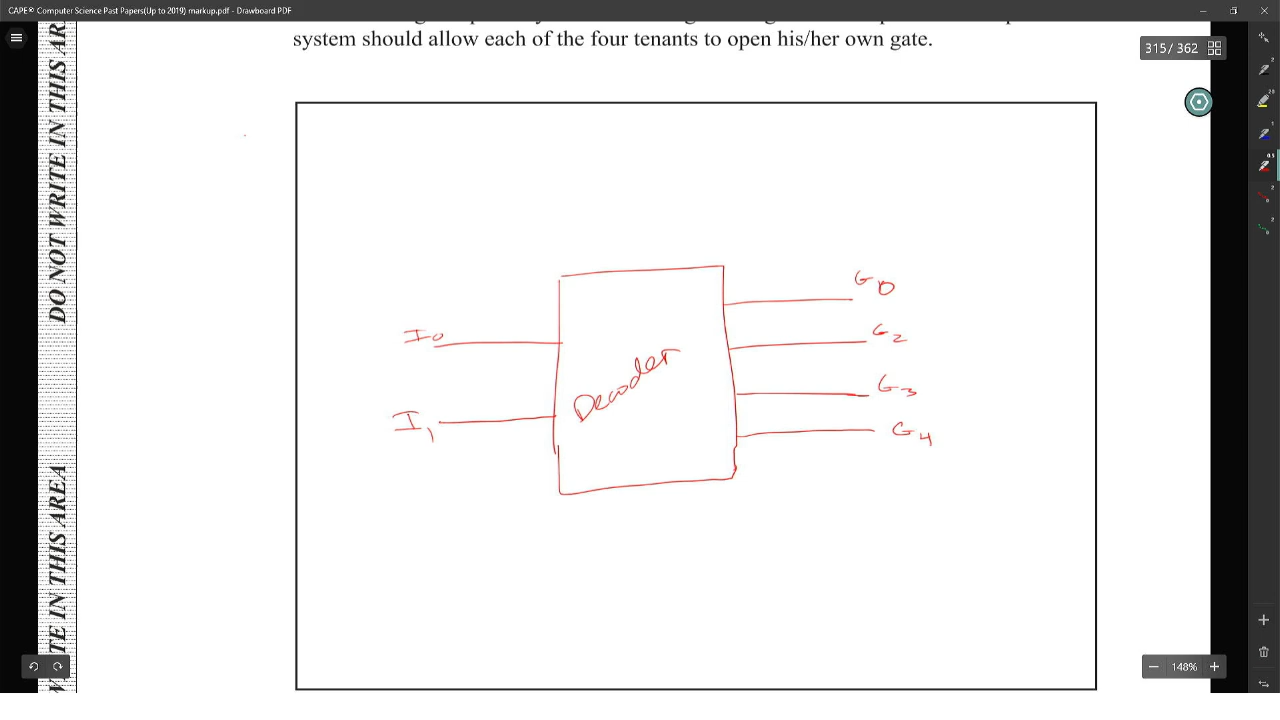 CAPE® Computer Science Past Papers(Up to 2019) markup.pdf - Drawboard PDF
system should allow each of the four tenants to open his/her own gate.
315/ 362
DO NOT WRITE IN THIS AR
TE IN THIS AREA
I0
I1
Decoder
G0
G2
G3
G4
148%